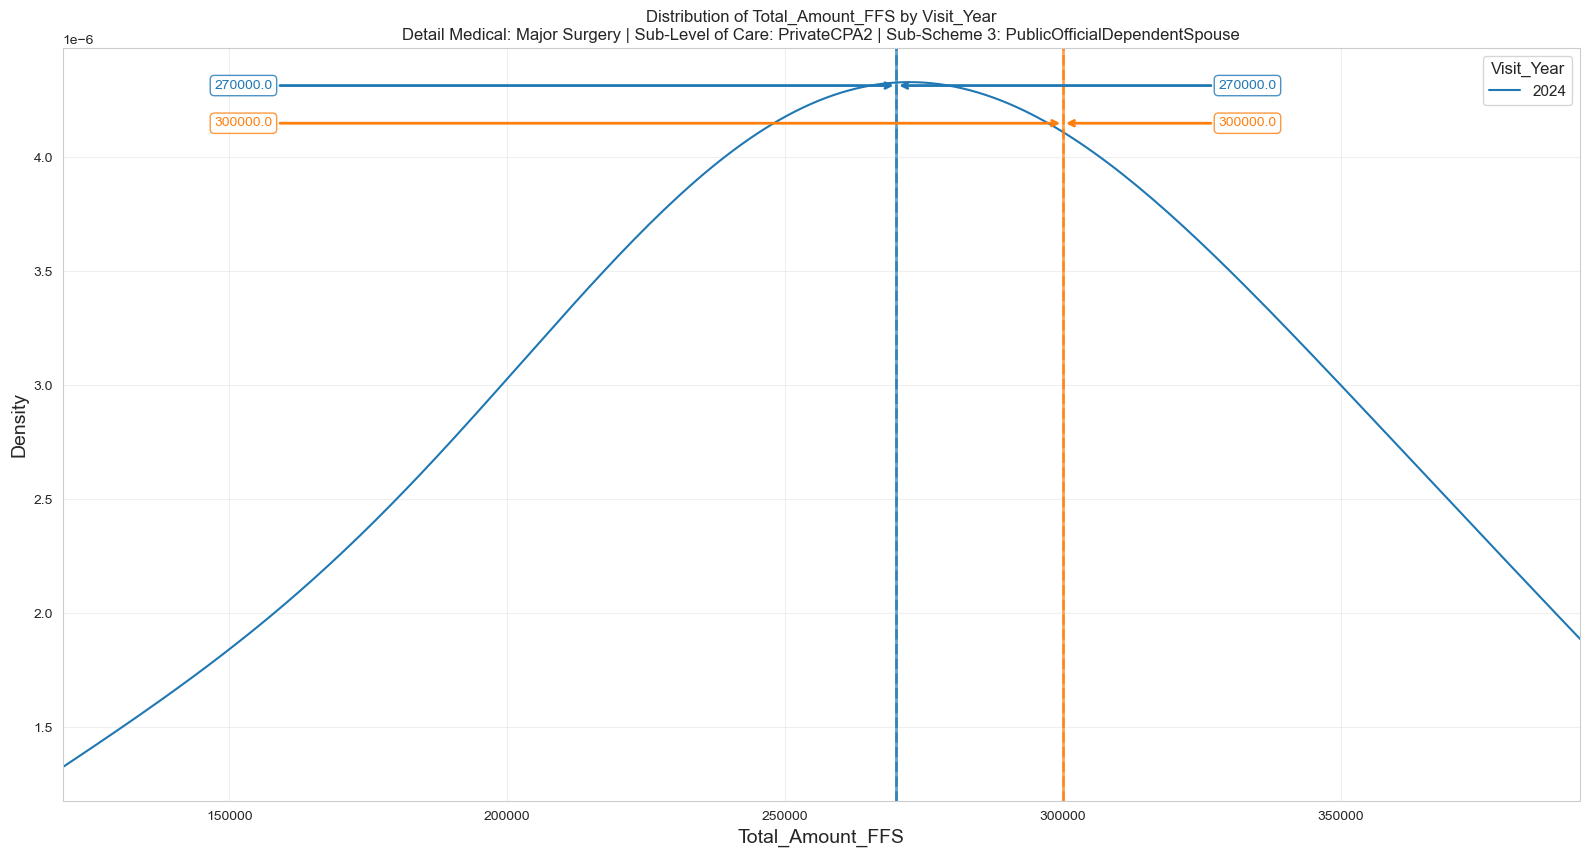 Distribution of Total_Amount_FFS by Visit_Year
Detail Medical: Major Surgery | Sub-Level of Care: PrivateCPA2 | Sub-Scheme 3: PublicOfficialDependentSpouse
1e−6
Visit_Year
2024
270000.0
270000.0
300000.0
300000.0
4.0
3.5
3.0
2.5
2.0
1.5
Density
150000
200000
250000
300000
350000
Total_Amount_FFS